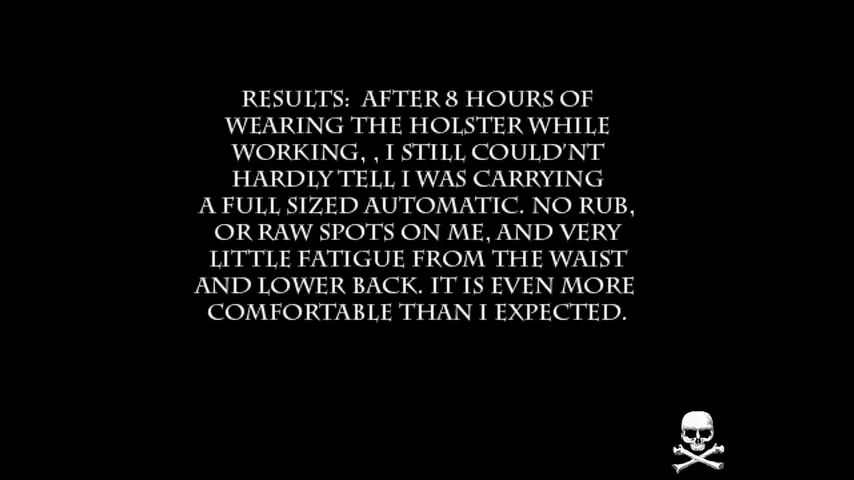 RESULTS:  AFTER 8 HOURS OF
WEARING THE HOLSTER WHILE
WORKING, , I STILL COULD'NT
HARDLY TELL I WAS CARRYING
A FULL SIZED AUTOMATIC. NO RUB,
OR RAW SPOTS ON ME, AND VERY
LITTLE FATIGUE FROM THE WAIST
AND LOWER BACK. IT IS EVEN MORE
COMFORTABLE THAN I EXPECTED.